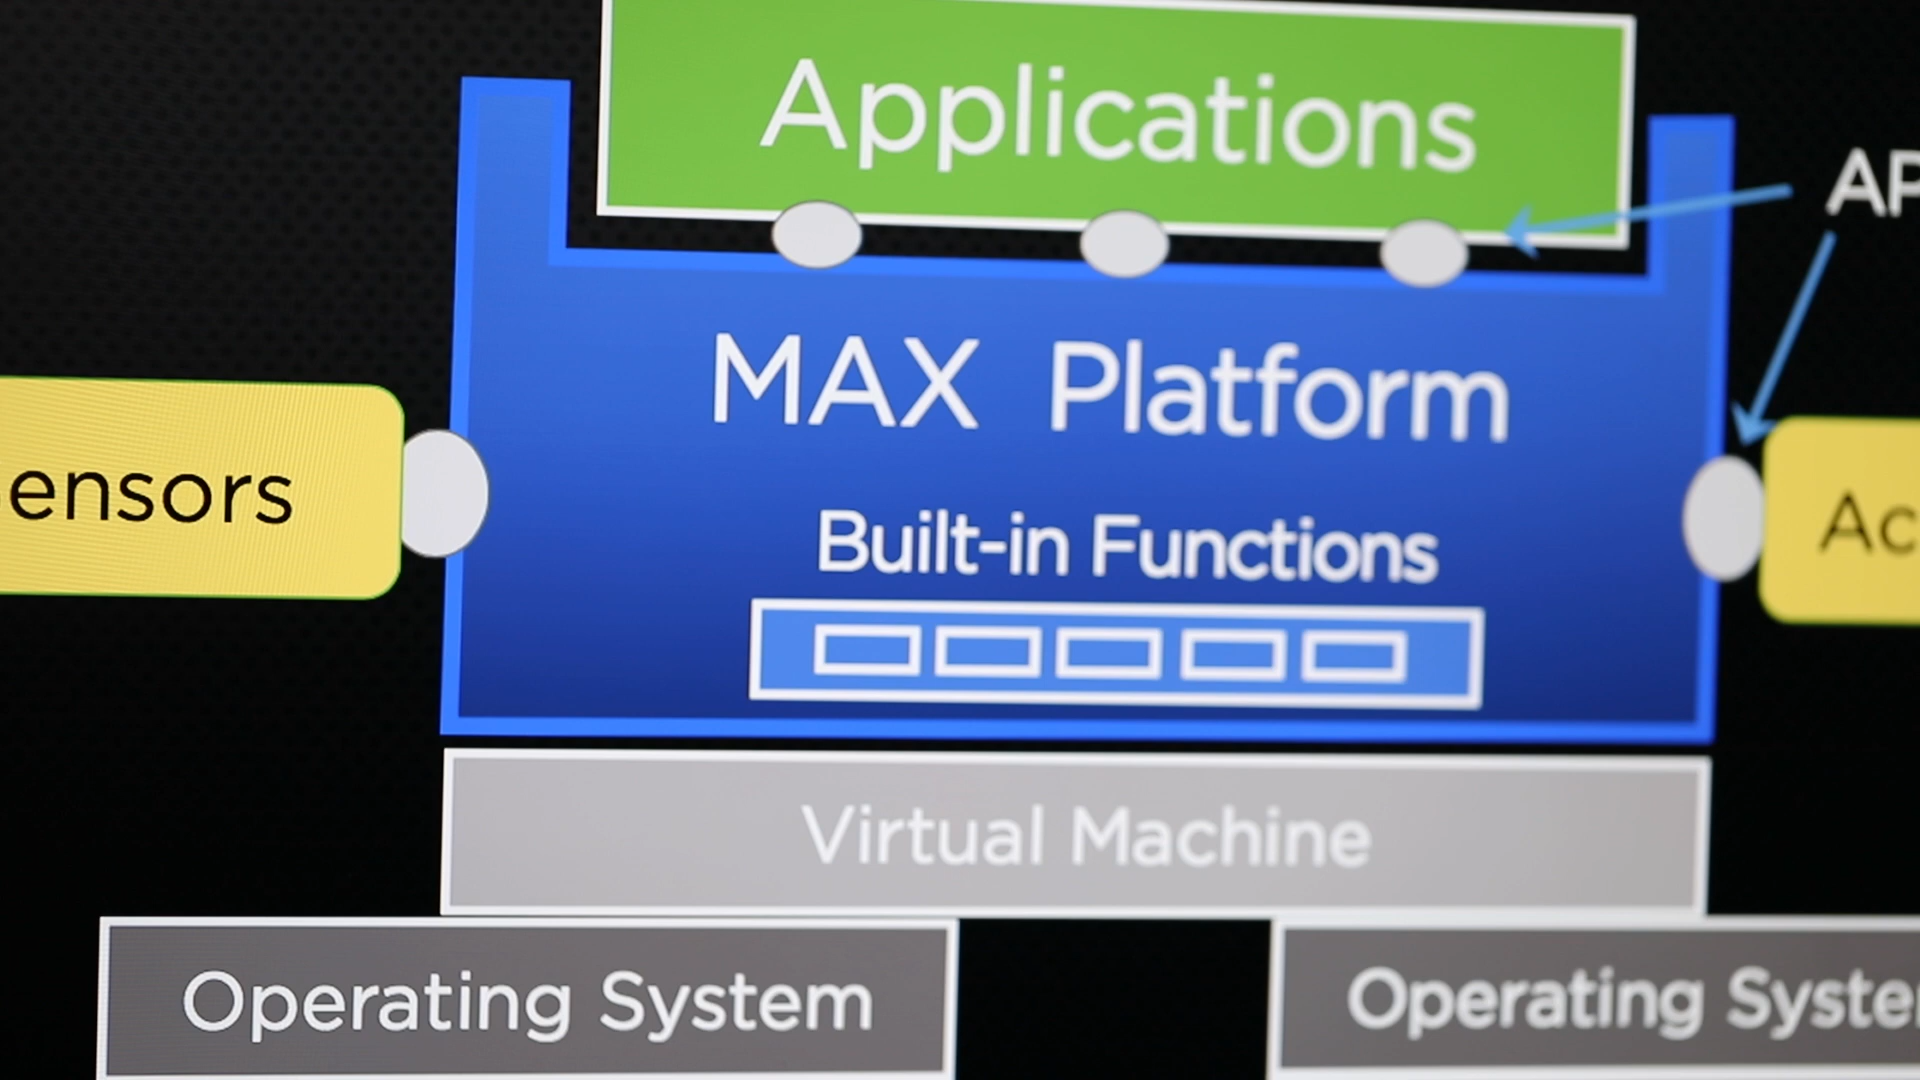 Applications
AP
MAX Platform
ensors
Built-in Functions
Ac
Virtual Machine
Operating System
Operating Syste